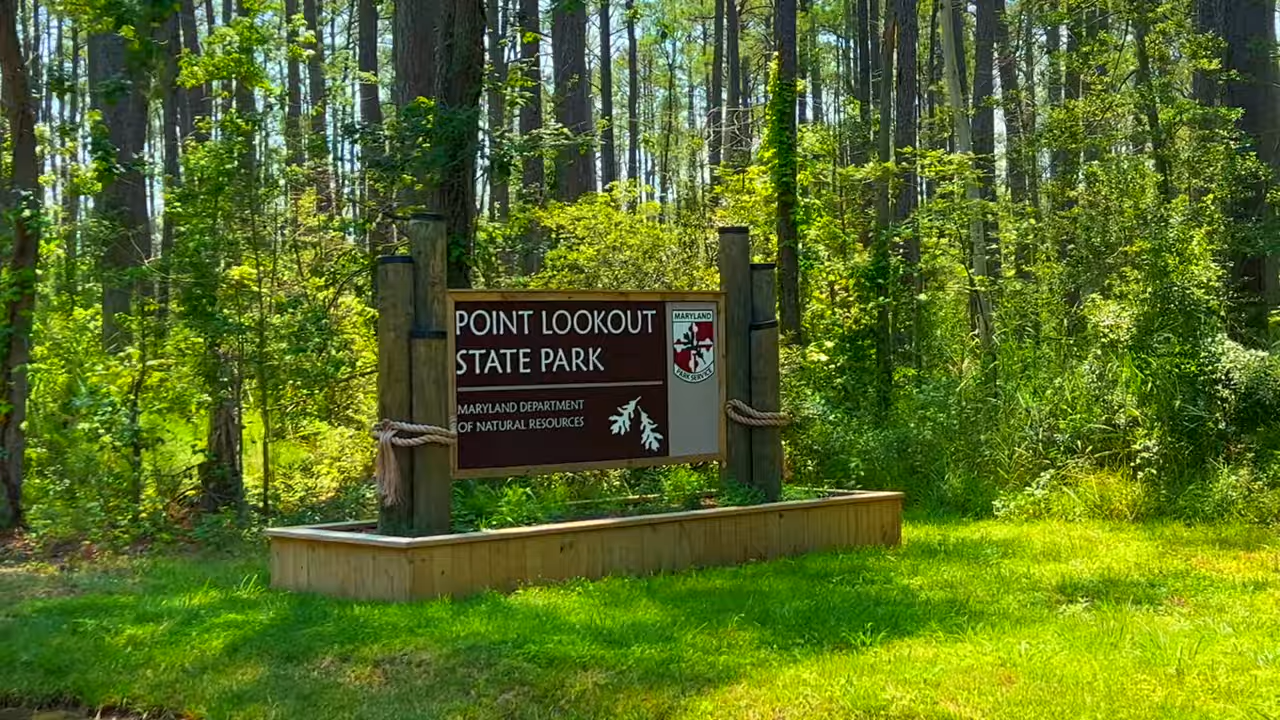 POINT LOOKOUT
STATE PARK
MARYLAND DEPARTMENT
OF NATURAL RESOURCES
MARYLAND
PARK SERVICE